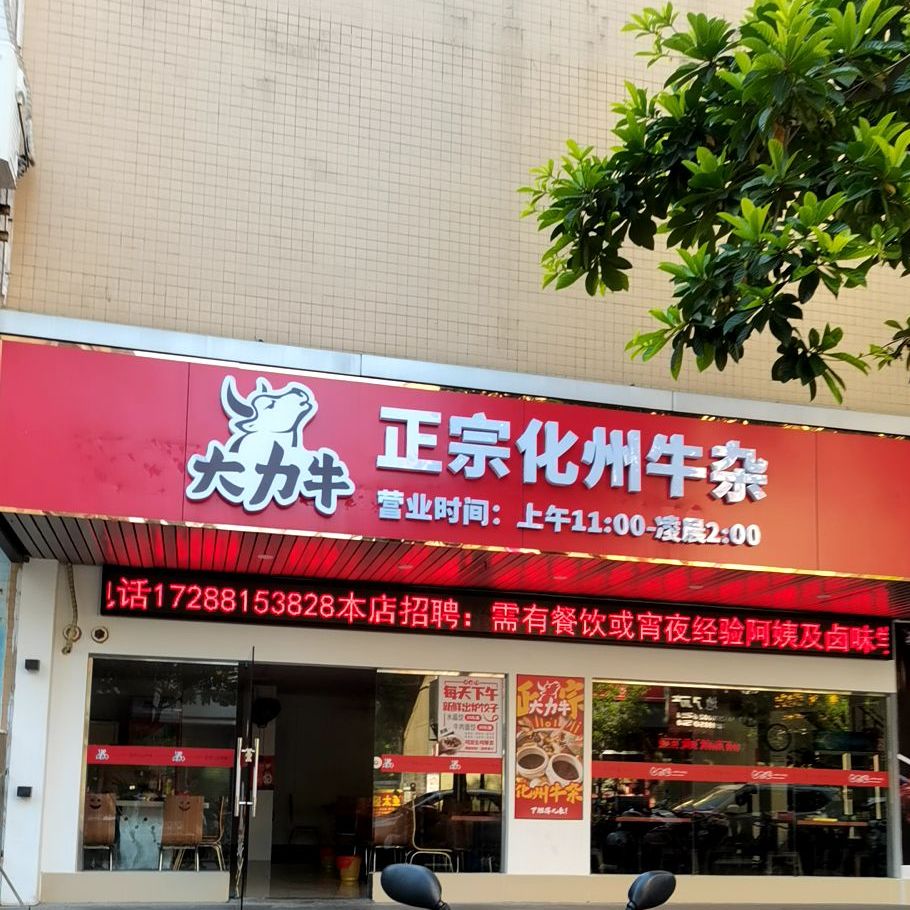 大力牛
正宗化州牛杂
营业时间：上午11:00-凌晨2:00
话17288153828本店招聘：需有餐饮或宵夜经验阿姨及卤味
每天下午
新鲜出炉饺子
正宗
大力牛
化州牛杂